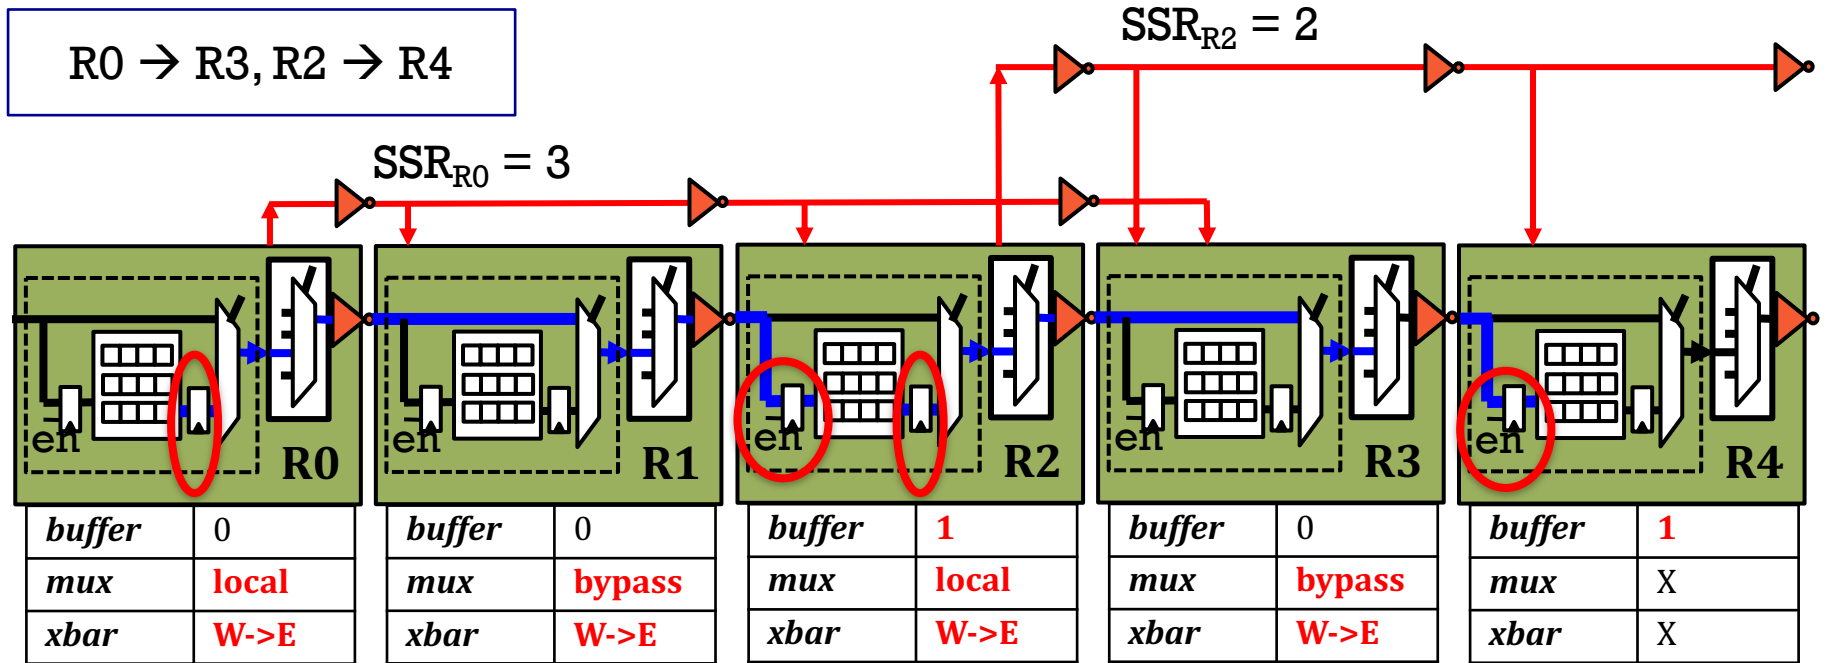 SSR_R2 = 2
R0 → R3, R2 → R4
SSR_R0 = 3
en R0 en R1 en R2 en R3 en R4
buffer 0 buffer 0 buffer 1 buffer 0 buffer 1
mux local mux bypass mux local mux bypass mux X
xbar W->E xbar W->E xbar W->E xbar W->E xbar X